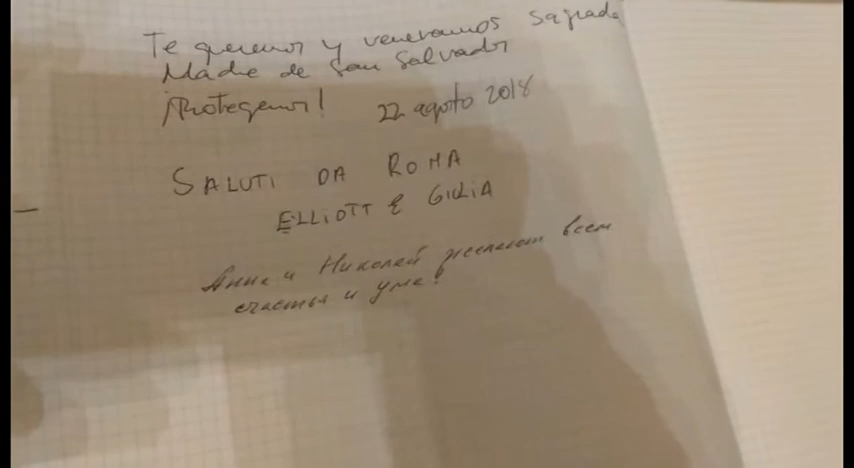 Te queremos y veneramos Sagrada
Madre de San Salvador
¡Protegenos! 22 agosto 2018
SALUTI DA ROMA
ELLIOTT E GIULIA
Анна и Николай желают всем
счастья и ума!